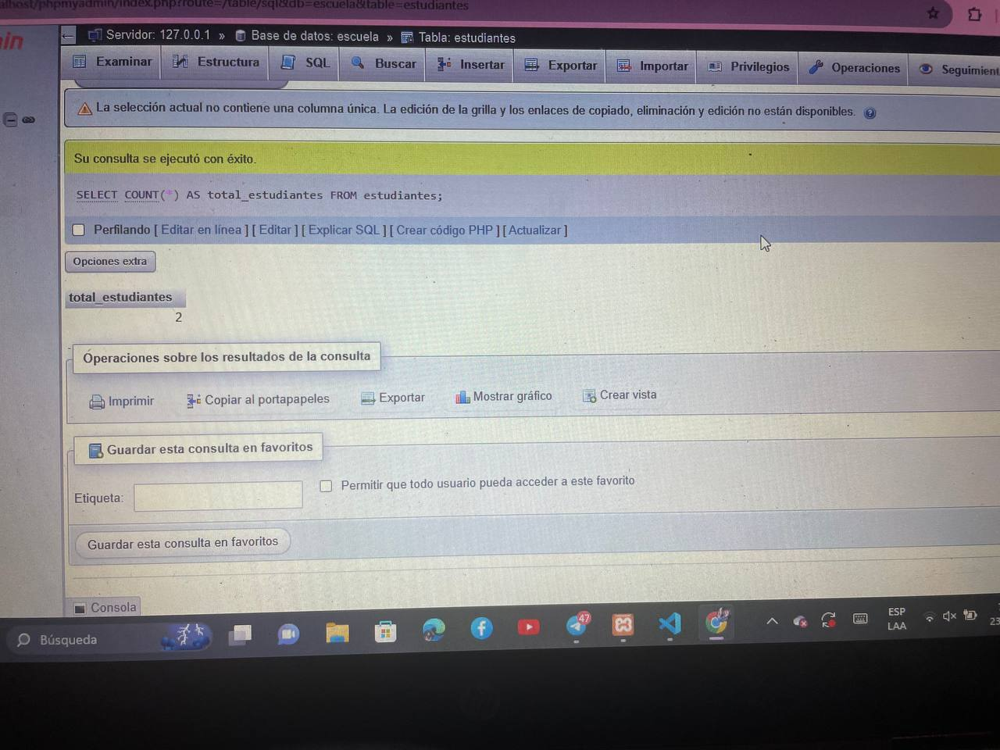 alhost/phpmyadmin/index.php?route=/table/sql&db=escuela&table=estudiantes
in
Servidor: 127.0.0.1 » Base de datos: escuela » Tabla: estudiantes
Examinar Estructura SQL Buscar Insertar Exportar Importar Privilegios Operaciones Seguimient
La selección actual no contiene una columna única. La edición de la grilla y los enlaces de copiado, eliminación y edición no están disponibles.
Su consulta se ejecutó con éxito.
SELECT COUNT(*) AS total_estudiantes FROM estudiantes;
Perfilando [ Editar en línea ] [ Editar ] [ Explicar SQL ] [ Crear código PHP ] [ Actualizar ]
Opciones extra
total_estudiantes
2
Operaciones sobre los resultados de la consulta
Imprimir Copiar al portapapeles Exportar Mostrar gráfico Crear vista
Guardar esta consulta en favoritos
Etiqueta: Permitir que todo usuario pueda acceder a este favorito
Guardar esta consulta en favoritos
Consola
Búsqueda 47 ESP
LAA 23